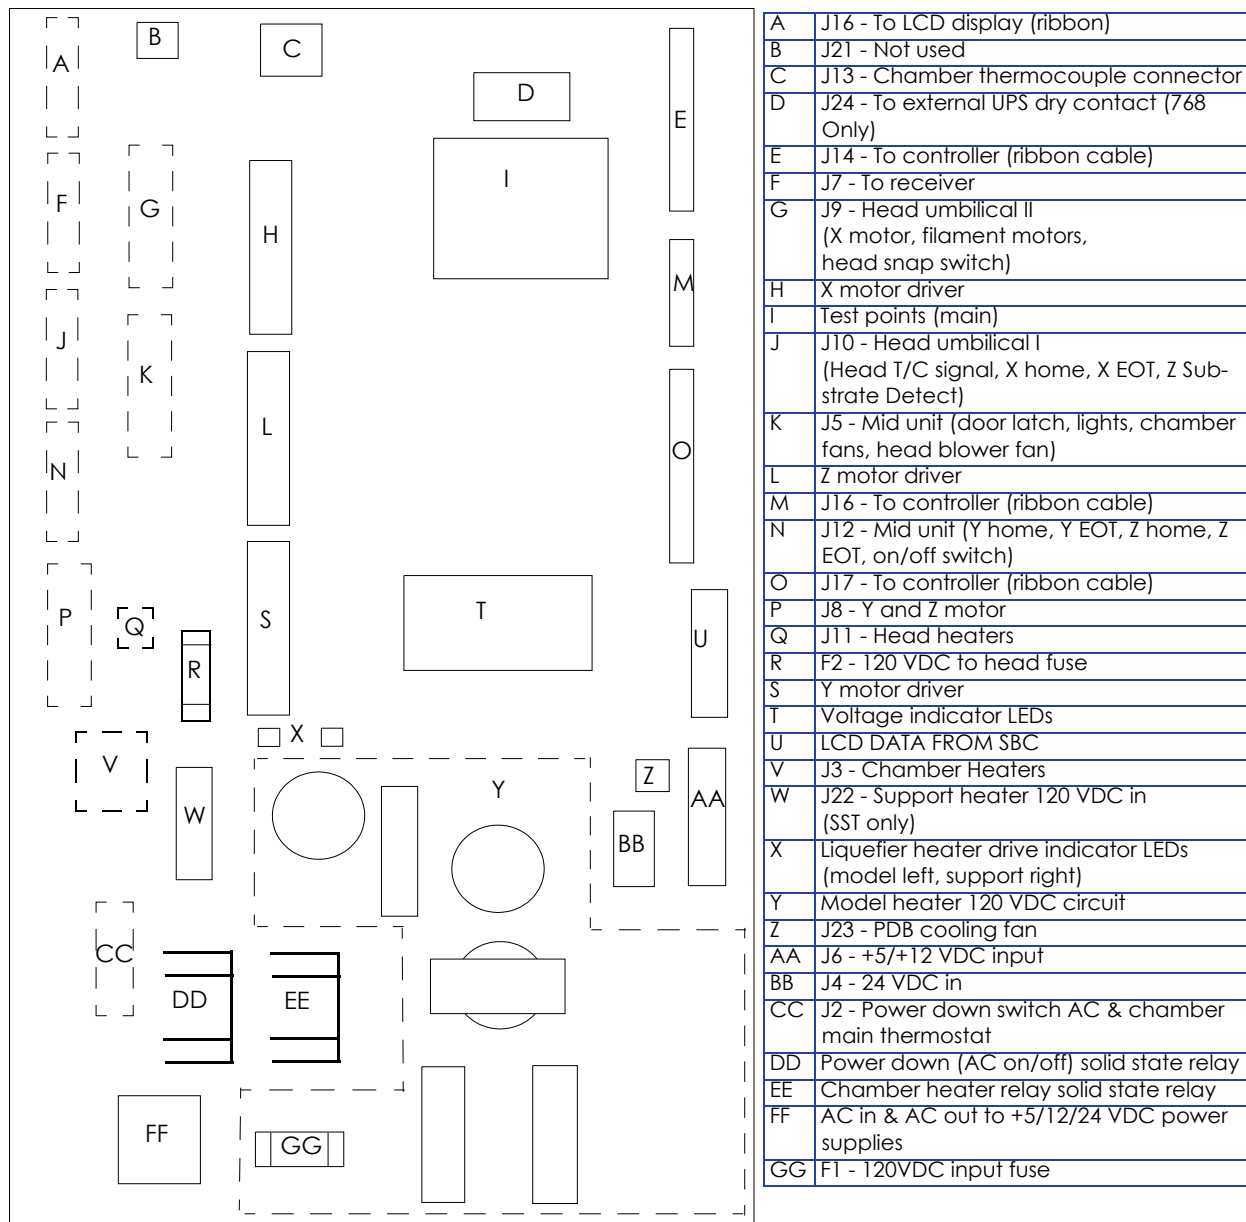 A
B
C
D
E
F
G
H
I
J
K
L
M
N
O
P
Q
R
S
T
U
V
W
X
Y
Z
AA
BB
CC
DD
EE
FF
GG
A J16 - To LCD display (ribbon)
B J21 - Not used
C J13 - Chamber thermocouple connector
D J24 - To external UPS dry contact (768
Only)
E J14 - To controller (ribbon cable)
F J7 - To receiver
G J9 - Head umbilical II
(X motor, filament motors,
head snap switch)
H X motor driver
I Test points (main)
J J10 - Head umbilical I
(Head T/C signal, X home, X EOT, Z Sub-
strate Detect)
K J5 - Mid unit (door latch, lights, chamber
fans, head blower fan)
L Z motor driver
M J16 - To controller (ribbon cable)
N J12 - Mid unit (Y home, Y EOT, Z home, Z
EOT, on/off switch)
O J17 - To controller (ribbon cable)
P J8 - Y and Z motor
Q J11 - Head heaters
R F2 - 120 VDC to head fuse
S Y motor driver
T Voltage indicator LEDs
U LCD DATA FROM SBC
V J3 - Chamber Heaters
W J22 - Support heater 120 VDC in
(SST only)
X Liquefier heater drive indicator LEDs
(model left, support right)
Y Model heater 120 VDC circuit
Z J23 - PDB cooling fan
AA J6 - +5/+12 VDC input
BB J4 - 24 VDC in
CC J2 - Power down switch AC & chamber
main thermostat
DD Power down (AC on/off) solid state relay
EE Chamber heater relay solid state relay
FF AC in & AC out to +5/12/24 VDC power
supplies
GG F1 - 120VDC input fuse